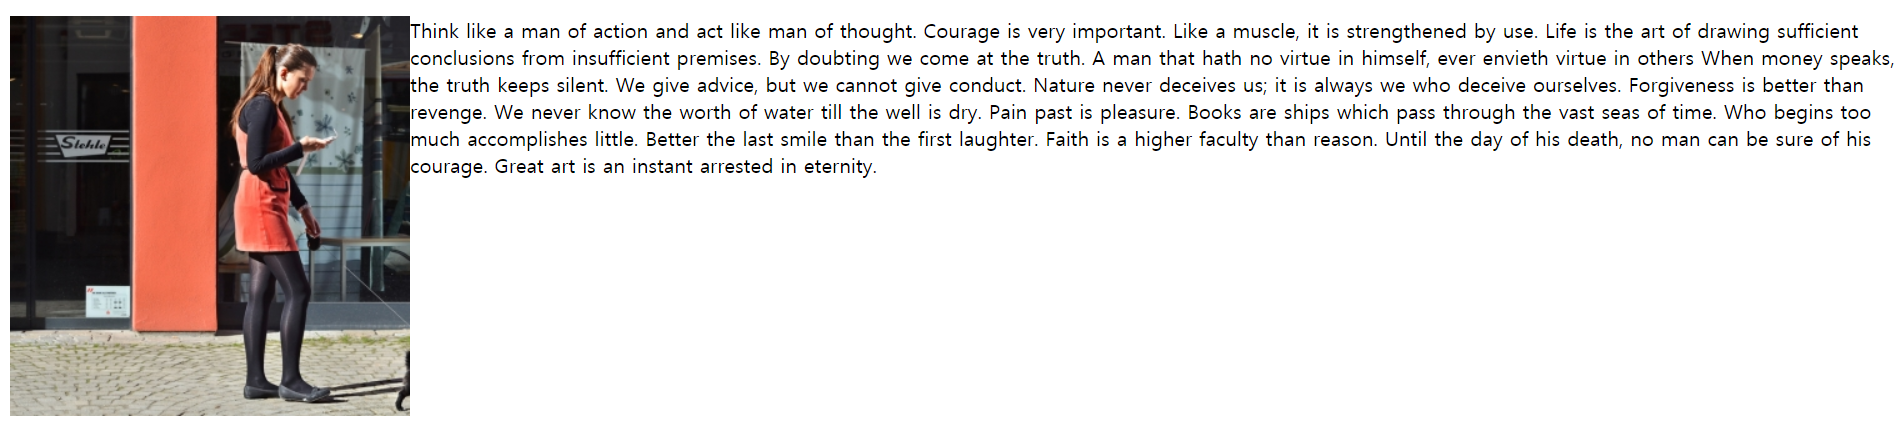 Think like a man of action and act like man of thought. Courage is very important. Like a muscle, it is strengthened by use. Life is the art of drawing sufficient
conclusions from insufficient premises. By doubting we come at the truth. A man that hath no virtue in himself, ever envieth virtue in others When money speaks,
the truth keeps silent. We give advice, but we cannot give conduct. Nature never deceives us; it is always we who deceive ourselves. Forgiveness is better than
revenge. We never know the worth of water till the well is dry. Pain past is pleasure. Books are ships which pass through the vast seas of time. Who begins too
much accomplishes little. Better the last smile than the first laughter. Faith is a higher faculty than reason. Until the day of his death, no man can be sure of his
courage. Great art is an instant arrested in eternity.
Stehle